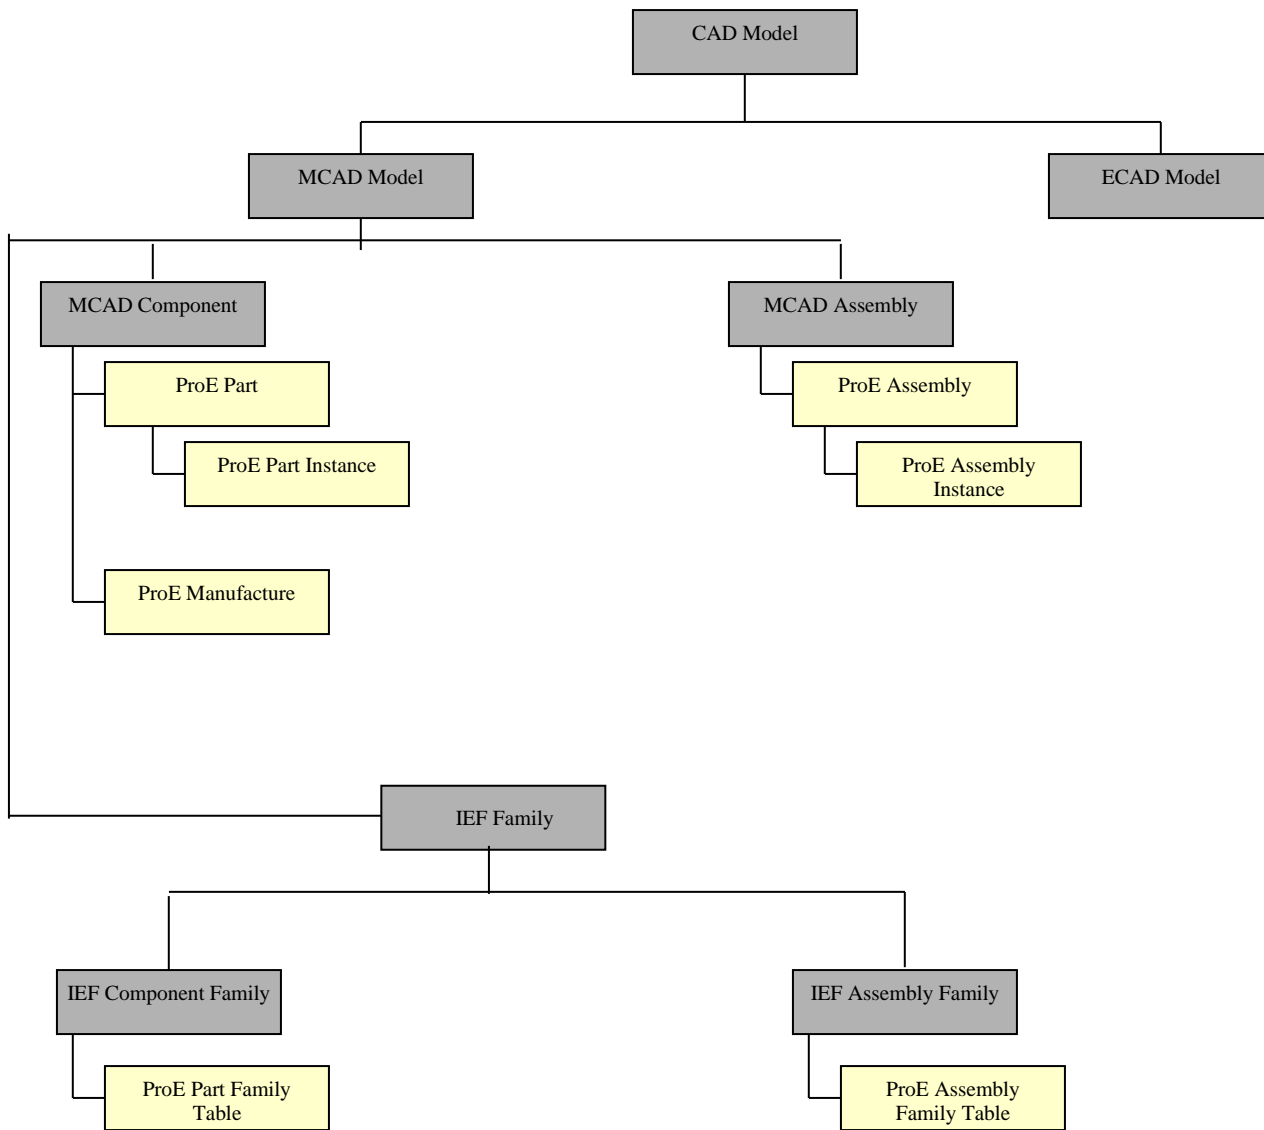 CAD Model
MCAD Model
ECAD Model
MCAD Component
MCAD Assembly
ProE Part
ProE Assembly
ProE Part Instance
ProE Assembly
Instance
ProE Manufacture
IEF Family
IEF Component Family
IEF Assembly Family
ProE Part Family
Table
ProE Assembly
Family Table